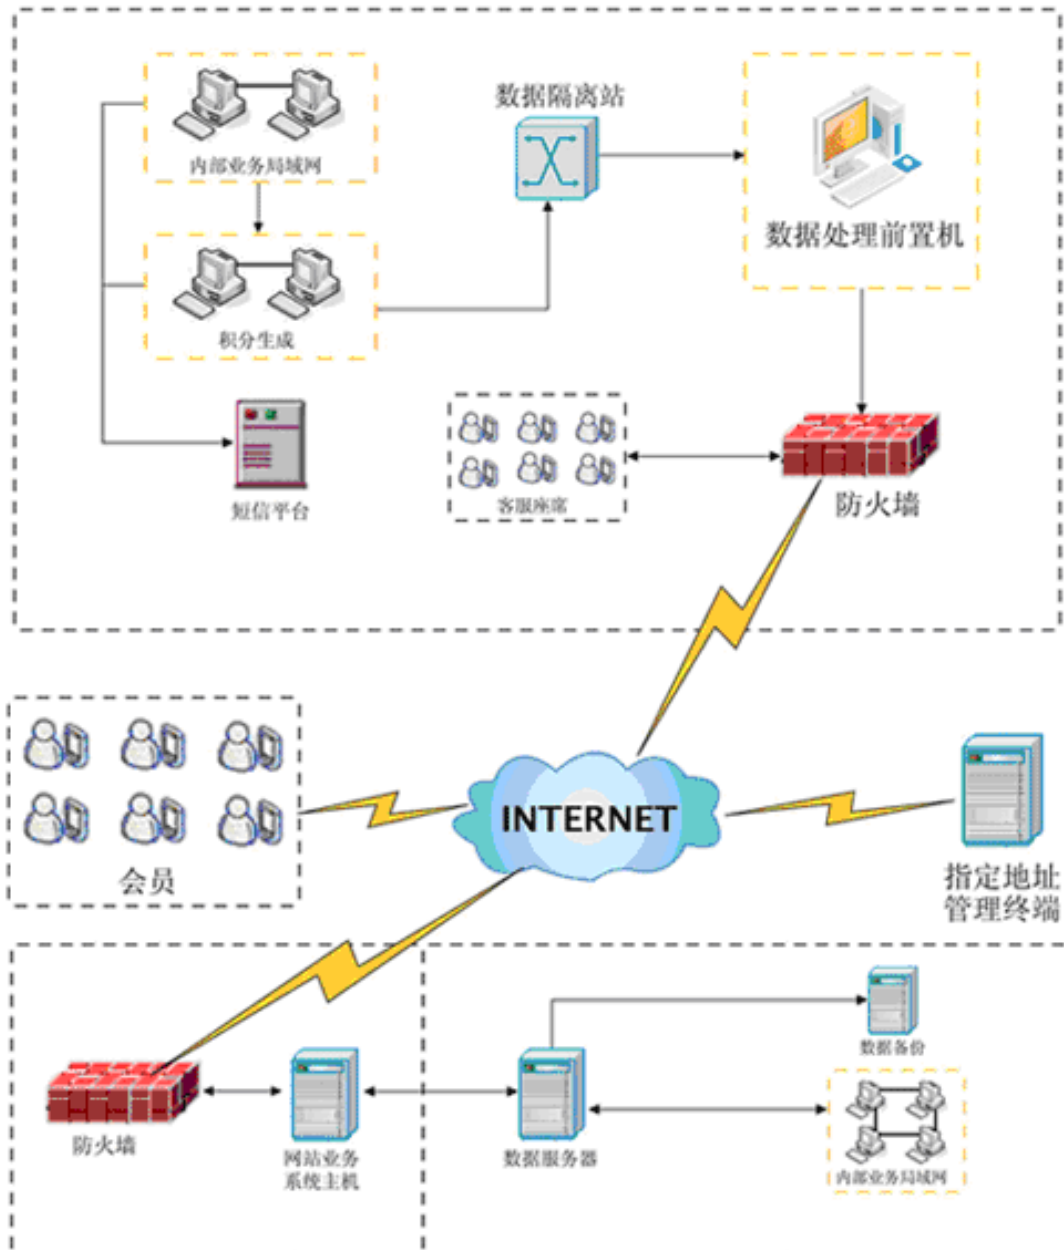 数据隔离站
内部业务局域网
数据处理前置机
积分生成
短信平台
客服座席
防火墙
INTERNET
会员
指定地址
管理终端
数据备份
防火墙
网站业务
系统主机
数据服务器
内部业务局域网